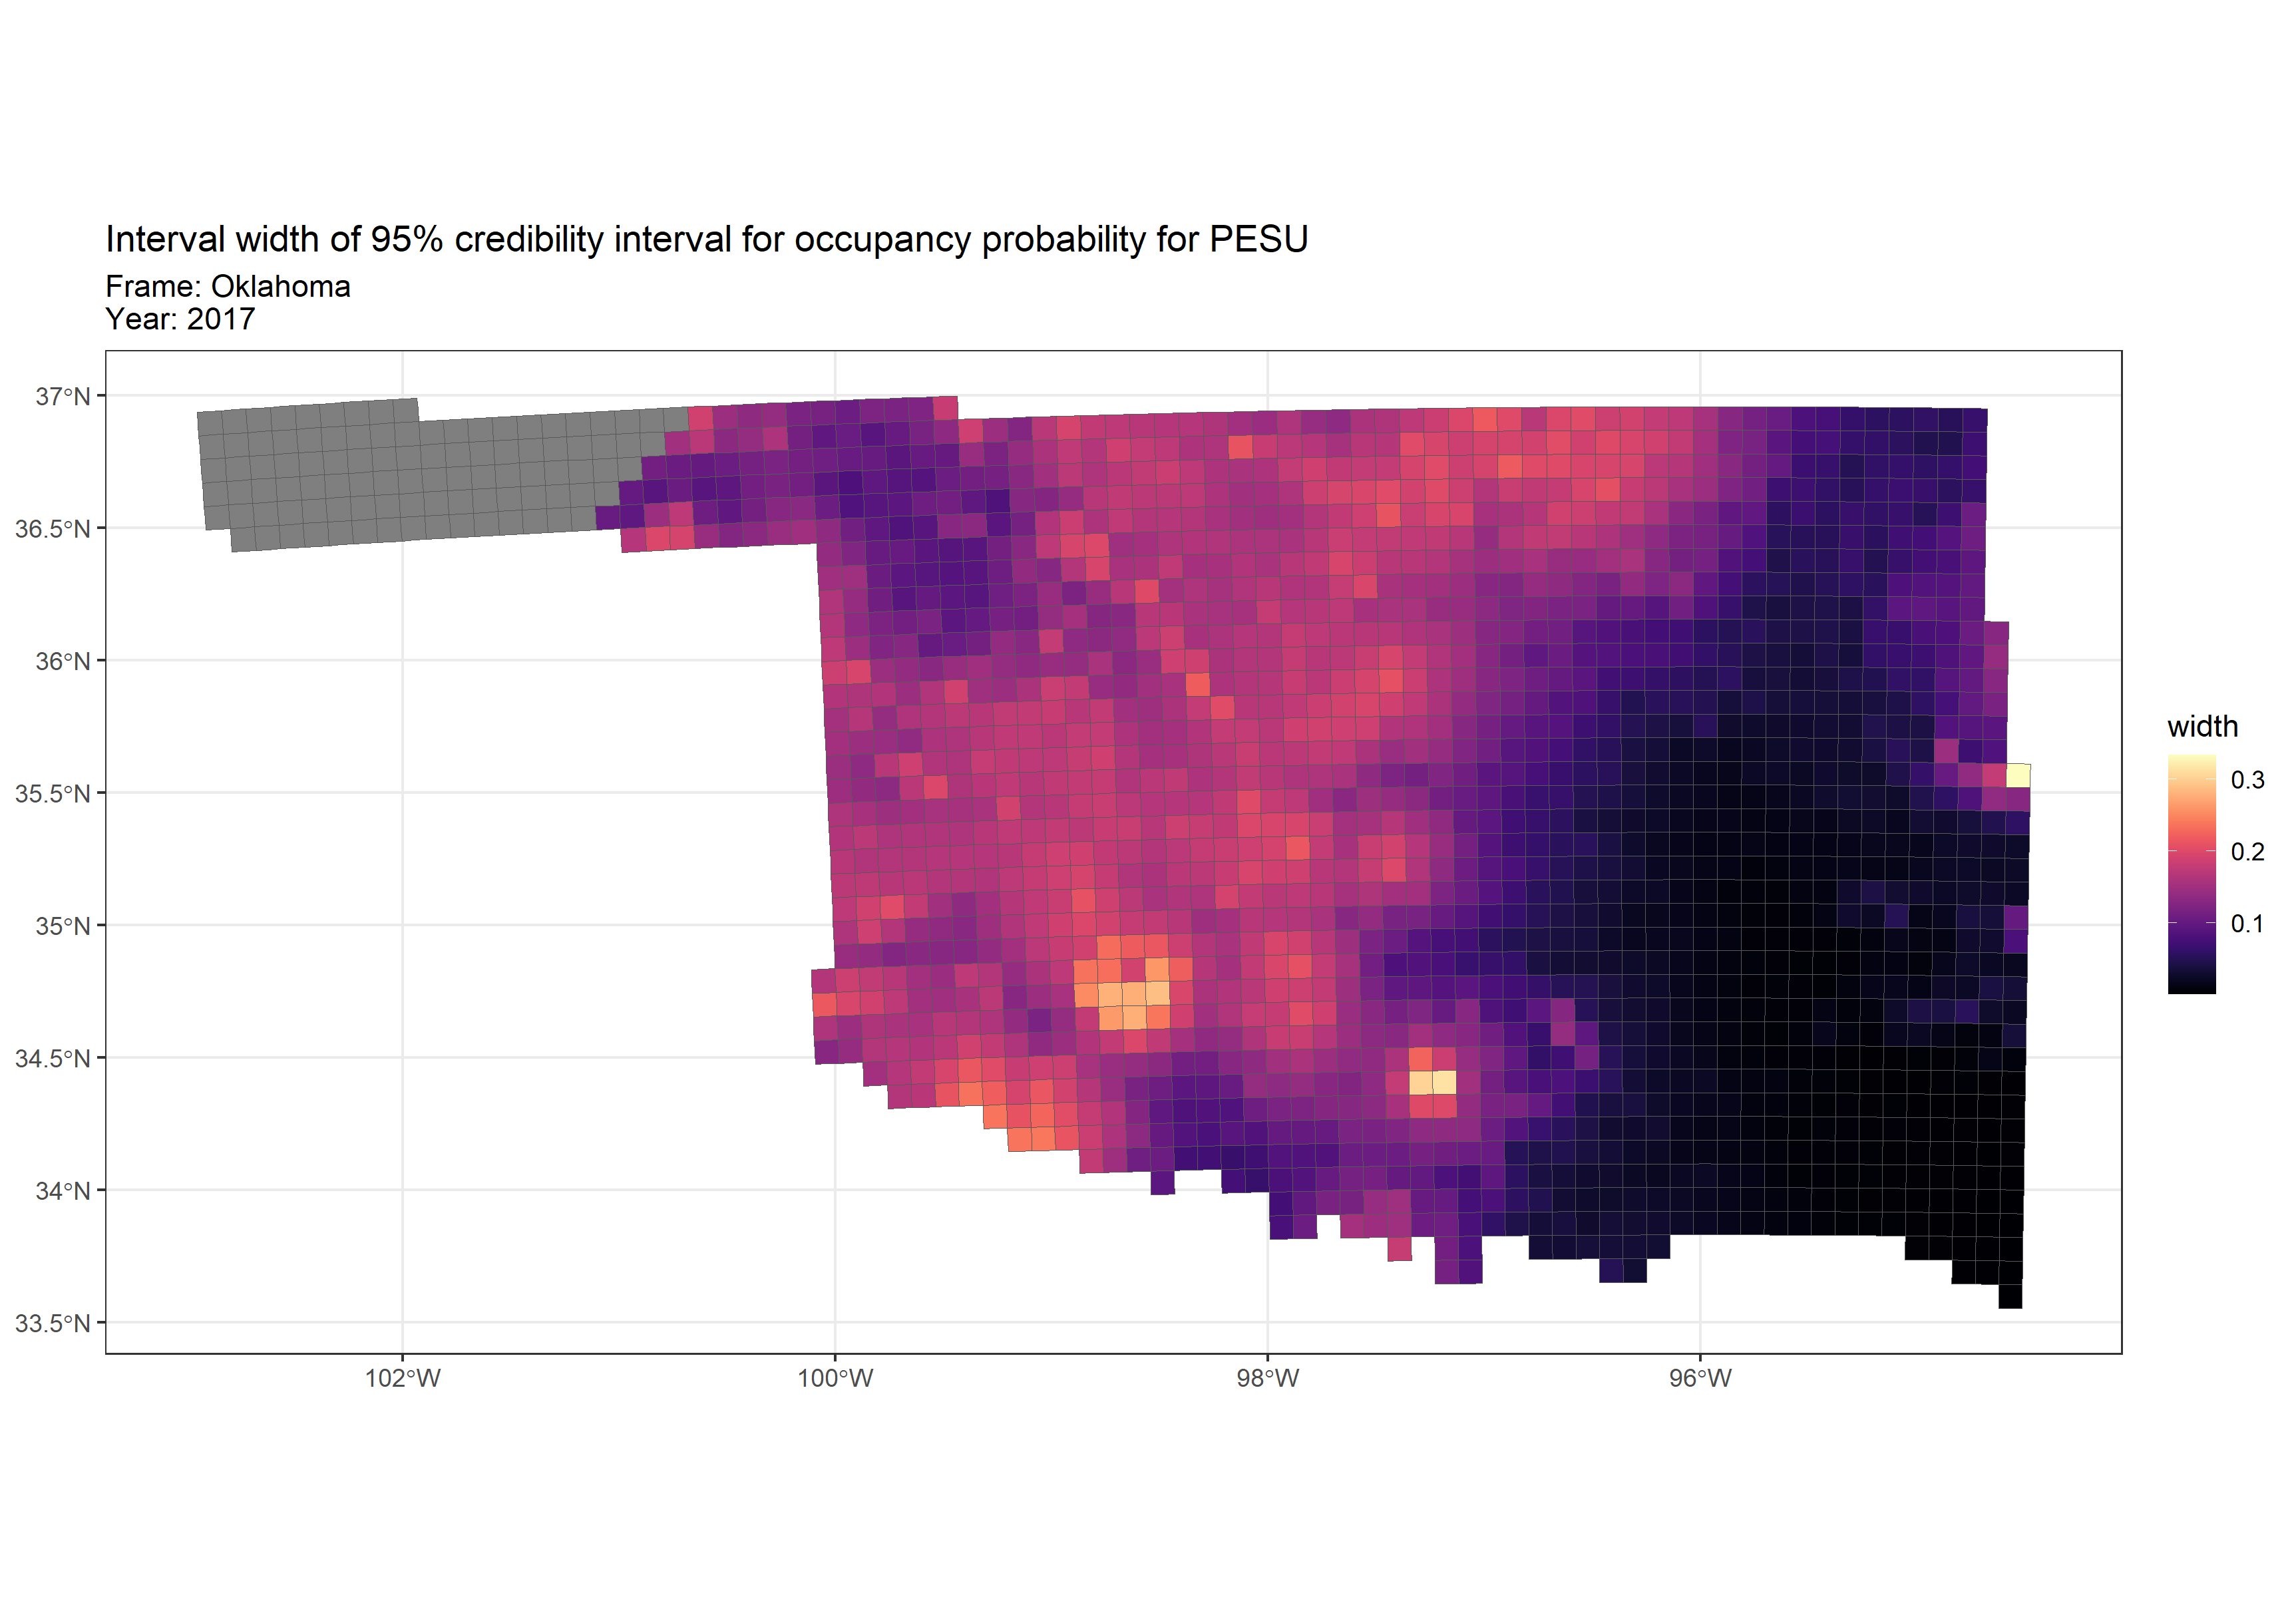 Interval width of 95% credibility interval for occupancy probability for PESU
Frame: Oklahoma
Year: 2017
37°N
36.5°N
36°N
35.5°N
35°N
34.5°N
34°N
33.5°N
102°W
100°W
98°W
96°W
width
0.3
0.2
0.1